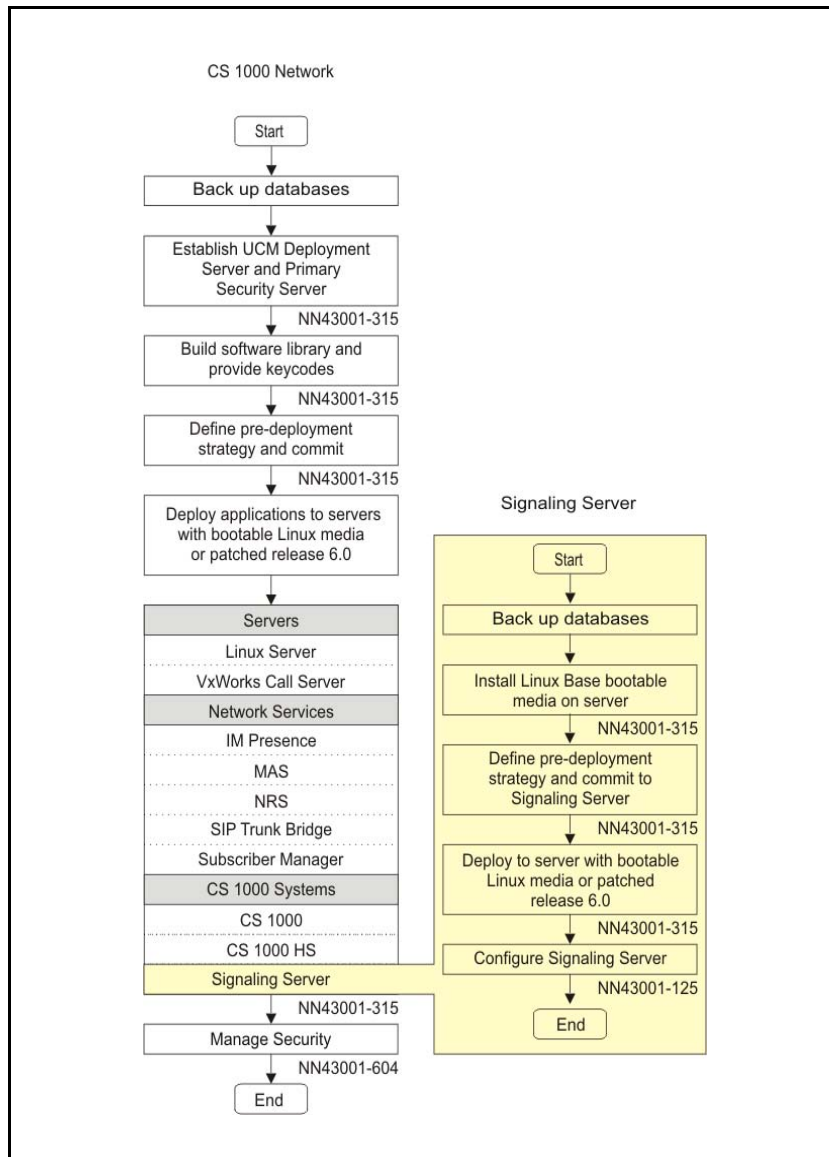 CS 1000 Network
Start
Back up databases
Establish UCM Deployment
Server and Primary
Security Server
NN43001-315
Build software library and
provide keycodes
NN43001-315
Define pre-deployment
strategy and commit
NN43001-315
Deploy applications to servers
with bootable Linux media
or patched release 6.0
Servers
Linux Server
VxWorks Call Server
Network Services
IM Presence
MAS
NRS
SIP Trunk Bridge
Subscriber Manager
CS 1000 Systems
CS 1000
CS 1000 HS
Signaling Server
NN43001-315
Manage Security
NN43001-604
End
Signaling Server
Start
Back up databases
Install Linux Base bootable
media on server
NN43001-315
Define pre-deployment
strategy and commit to
Signaling Server
NN43001-315
Deploy to server with bootable
Linux media or patched
release 6.0
NN43001-315
Configure Signaling Server
NN43001-125
End